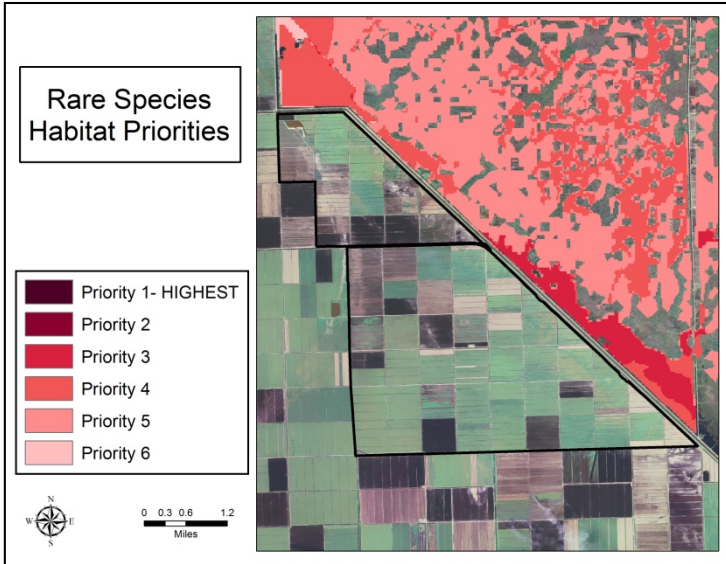 Rare Species
Habitat Priorities
Priority 1- HIGHEST
Priority 2
Priority 3
Priority 4
Priority 5
Priority 6
N
W E
S
0 0.3 0.6 1.2
Miles